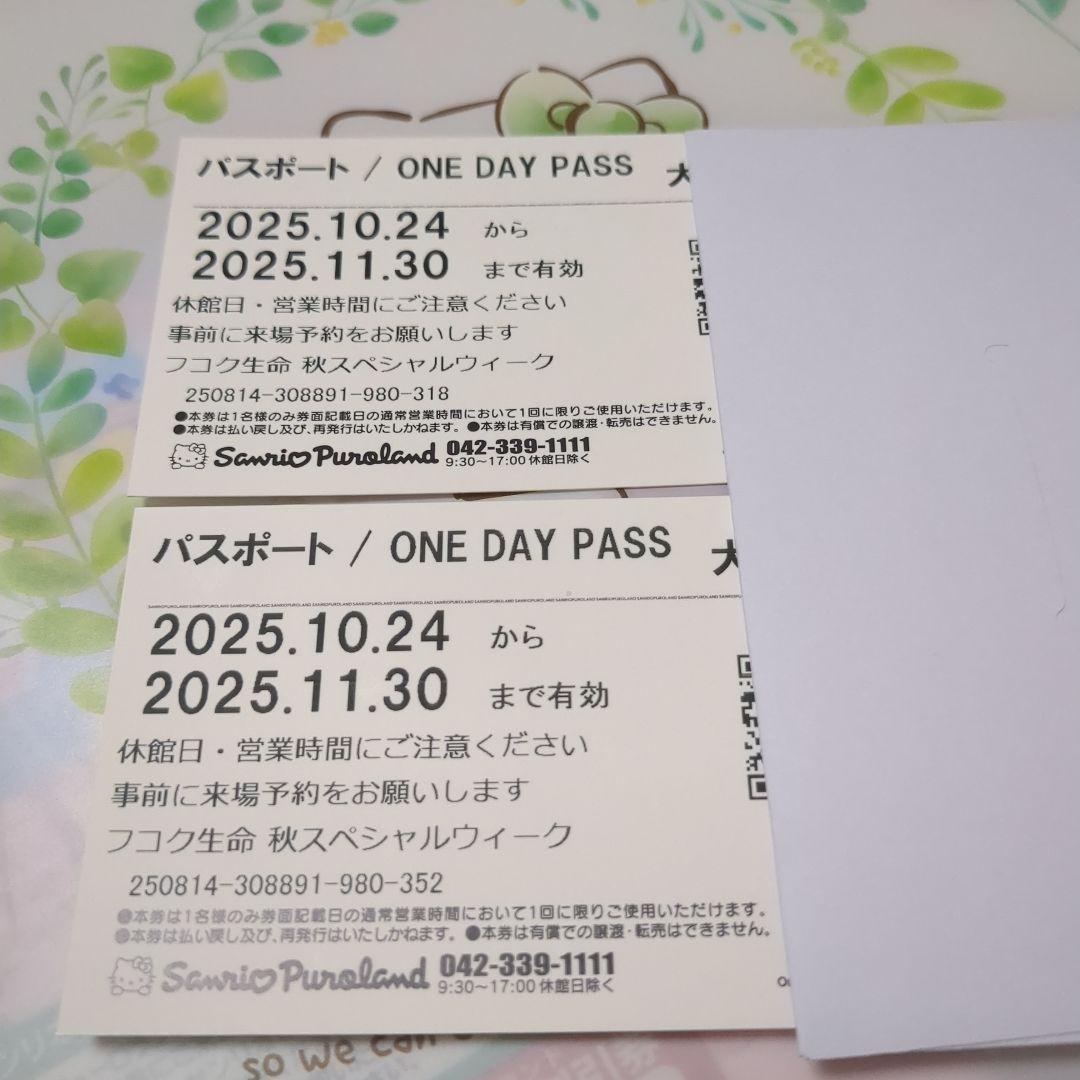 パスポート / ONE DAY PASS 大
2025.10.24 から
2025.11.30 まで有効
休館日・営業時間にご注意ください
事前に来場予約をお願いします
フコク生命 秋スペシャルウィーク
250814-308891-980-318
●本券は1名様のみ券面記載日の通常営業時間において1回に限りご使用いただけます。
●本券は払い戻し及び、再発行はいたしかねます。●本券は有償での譲渡・転売はできません。
Sanrio Puroland 042-339-1111
9:30～17:00 休館日除く
パスポート / ONE DAY PASS 大
SANRIOPUROLAND SANRIOPUROLAND SANRIOPUROLAND
2025.10.24 から
2025.11.30 まで有効
休館日・営業時間にご注意ください
事前に来場予約をお願いします
フコク生命 秋スペシャルウィーク
250814-308891-980-352
●本券は1名様のみ券面記載日の通常営業時間において1回に限りご使用いただけます。
●本券は払い戻し及び、再発行はいたしかねます。●本券は有償での譲渡・転売はできません。
Sanrio Puroland 042-339-1111
9:30～17:00 休館日除く
so we can